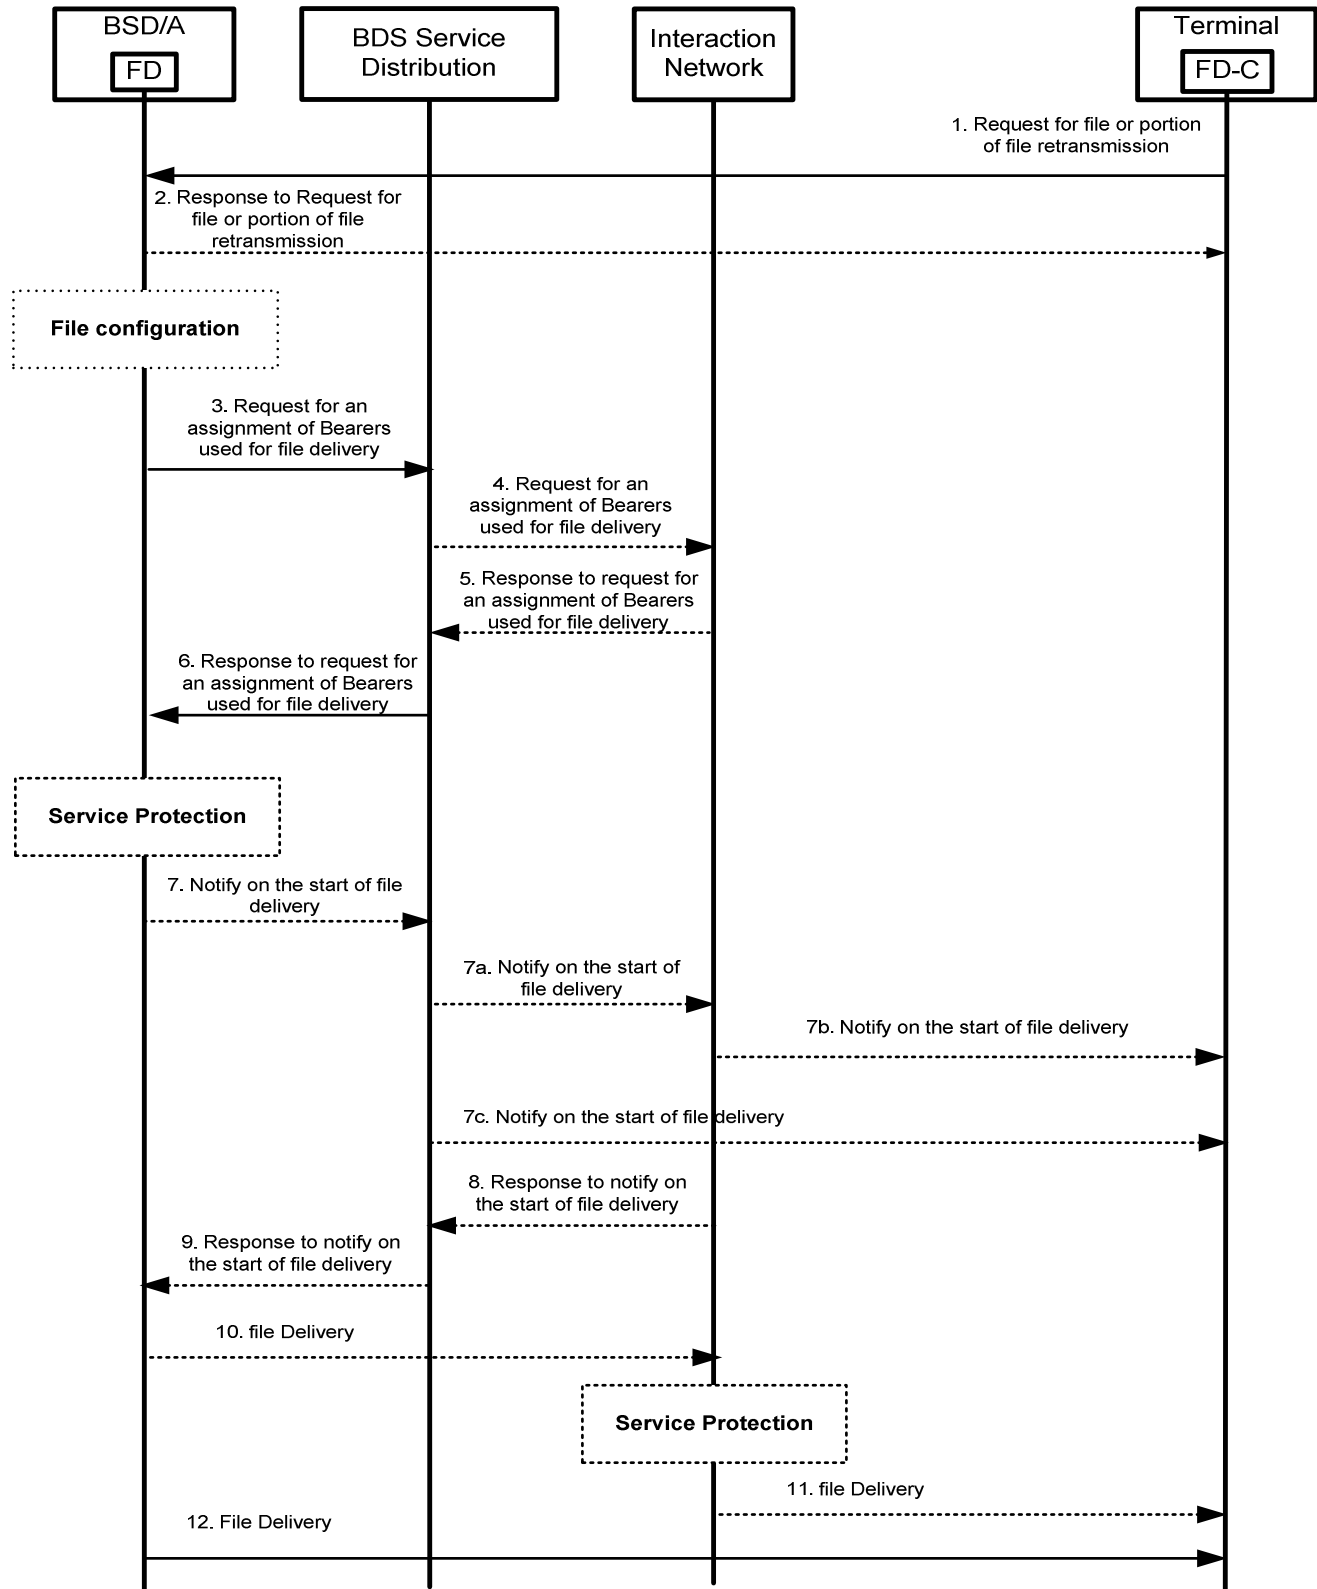 BSD/A
FD
BDS Service
Distribution
Interaction
Network
Terminal
FD-C
1. Request for file or portion
of file retransmission
2. Response to Request for
file or portion of file
retransmission
File configuration
3. Request for an
assignment of Bearers
used for file delivery
4. Request for an
assignment of Bearers
used for file delivery
5. Response to request for
an assignment of Bearers
used for file delivery
6. Response to request for
an assignment of Bearers
used for file delivery
Service Protection
7. Notify on the start of file
delivery
7a. Notify on the start of
file delivery
7b. Notify on the start of file delivery
7c. Notify on the start of file delivery
8. Response to notify on
the start of file delivery
9. Response to notify on
the start of file delivery
10. file Delivery
Service Protection
11. file Delivery
12. File Delivery